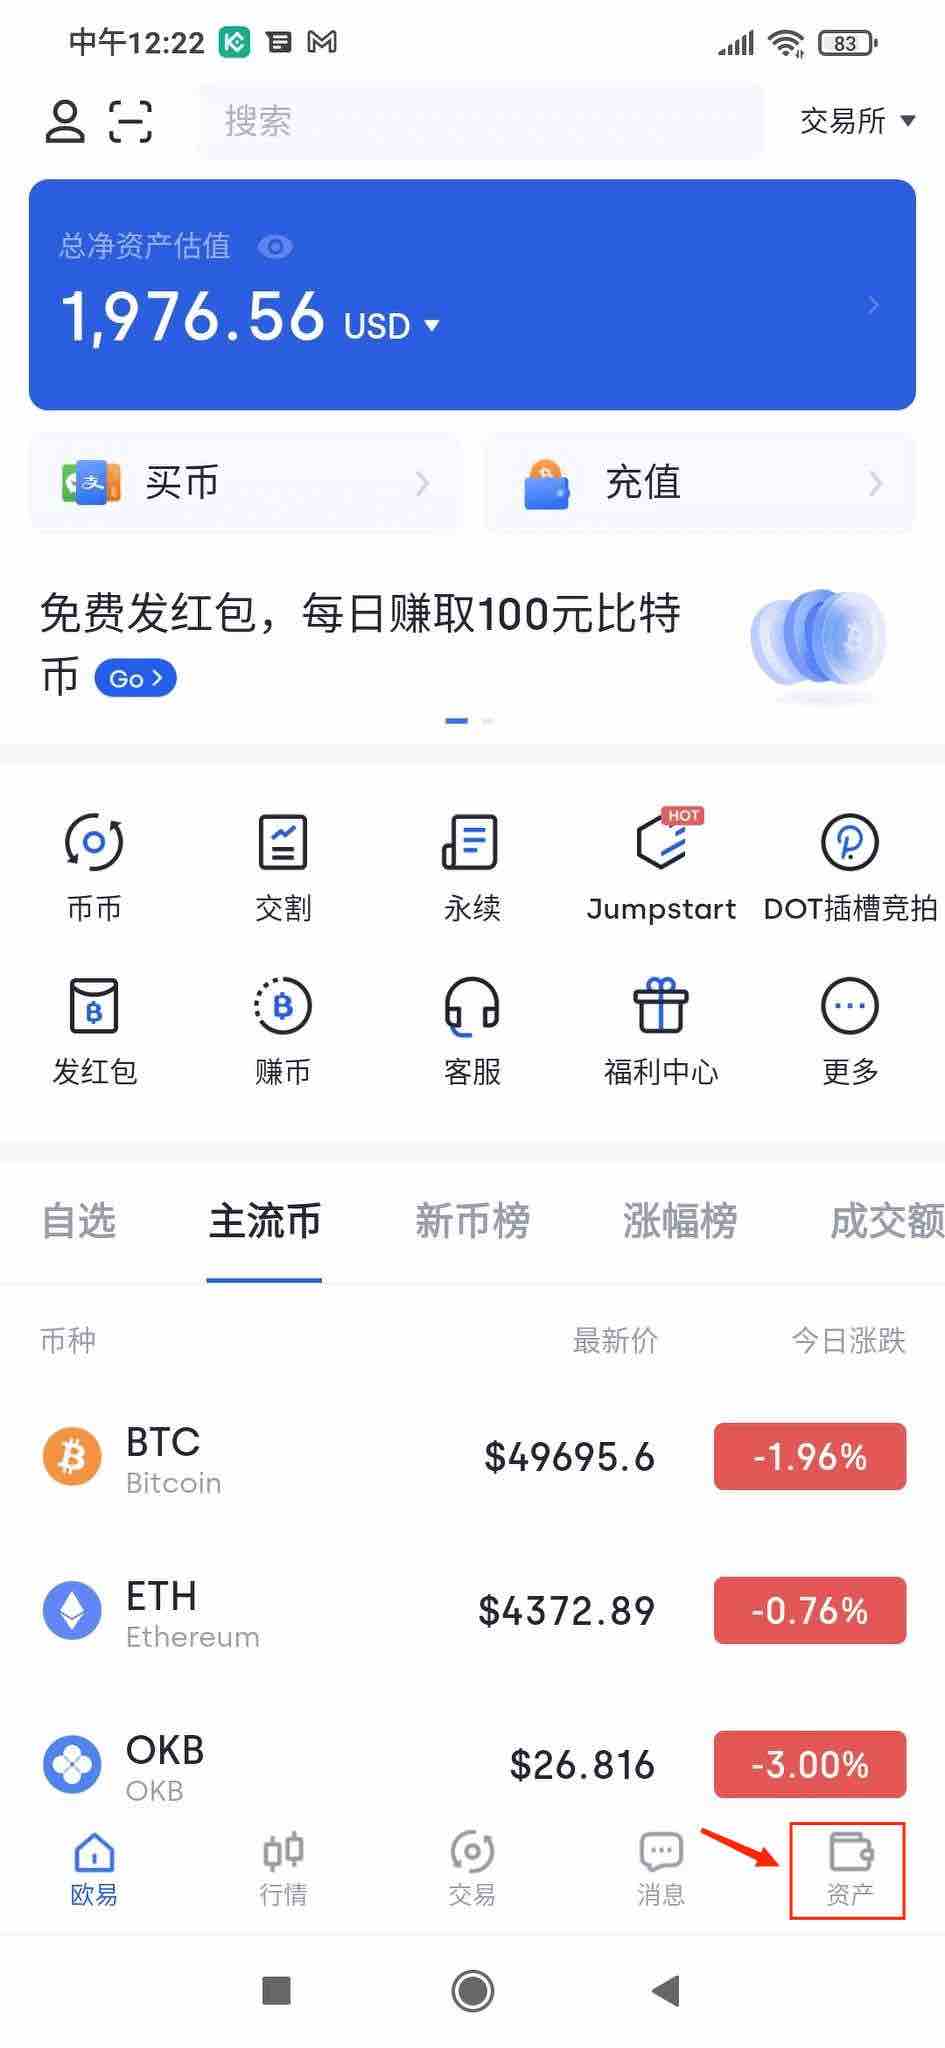 中午12:22
83
搜索
交易所
总净资产估值
1,976.56 USD
买币
充值
免费发红包，每日赚取100元比特
币 Go
HOT
币币
交割
永续
Jumpstart
DOT插槽竞拍
发红包
赚币
客服
福利中心
更多
自选
主流币
新币榜
涨幅榜
成交额
币种
最新价
今日涨跌
BTC
Bitcoin
$49695.6
-1.96%
ETH
Ethereum
$4372.89
-0.76%
OKB
OKB
$26.816
-3.00%
欧易
行情
交易
消息
资产